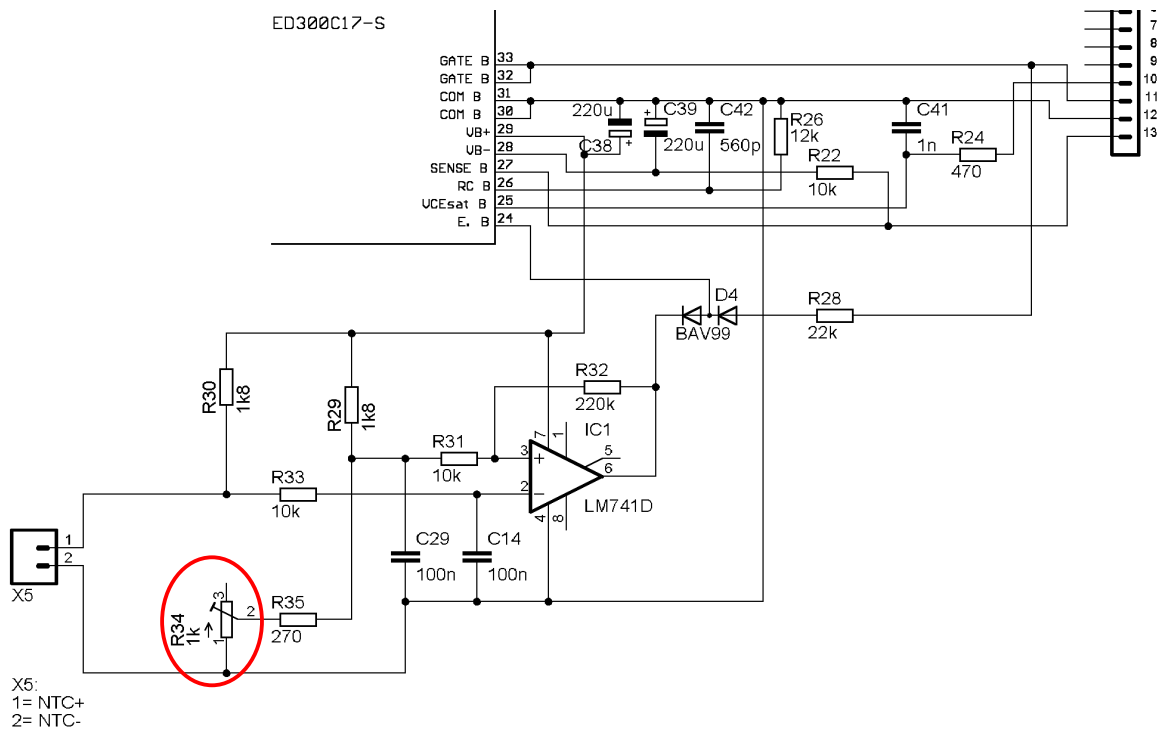 ED300C17-S
7
8
9
10
11
12
13
GATE B 33
GATE B 32
COM B 31
COM B 30
VB+ 29
VB- 28
SENSE B 27
RC B 26
VCEsat B 25
E. B 24
220u
+
C38
+
C39
220u
C42
560p
R26
12k
C41
1n
R24
470
R22
10k
D4
BAV99
R28
22k
R30
1k8
R29
1k8
R32
220k
R31
10k
R33
10k
IC1
7
1
3
+
5
6
2
-
4
8
LM741D
C29
100n
C14
100n
1
2
X5
R34
1k
3
2
1
R35
270
X5:
1= NTC+
2= NTC-